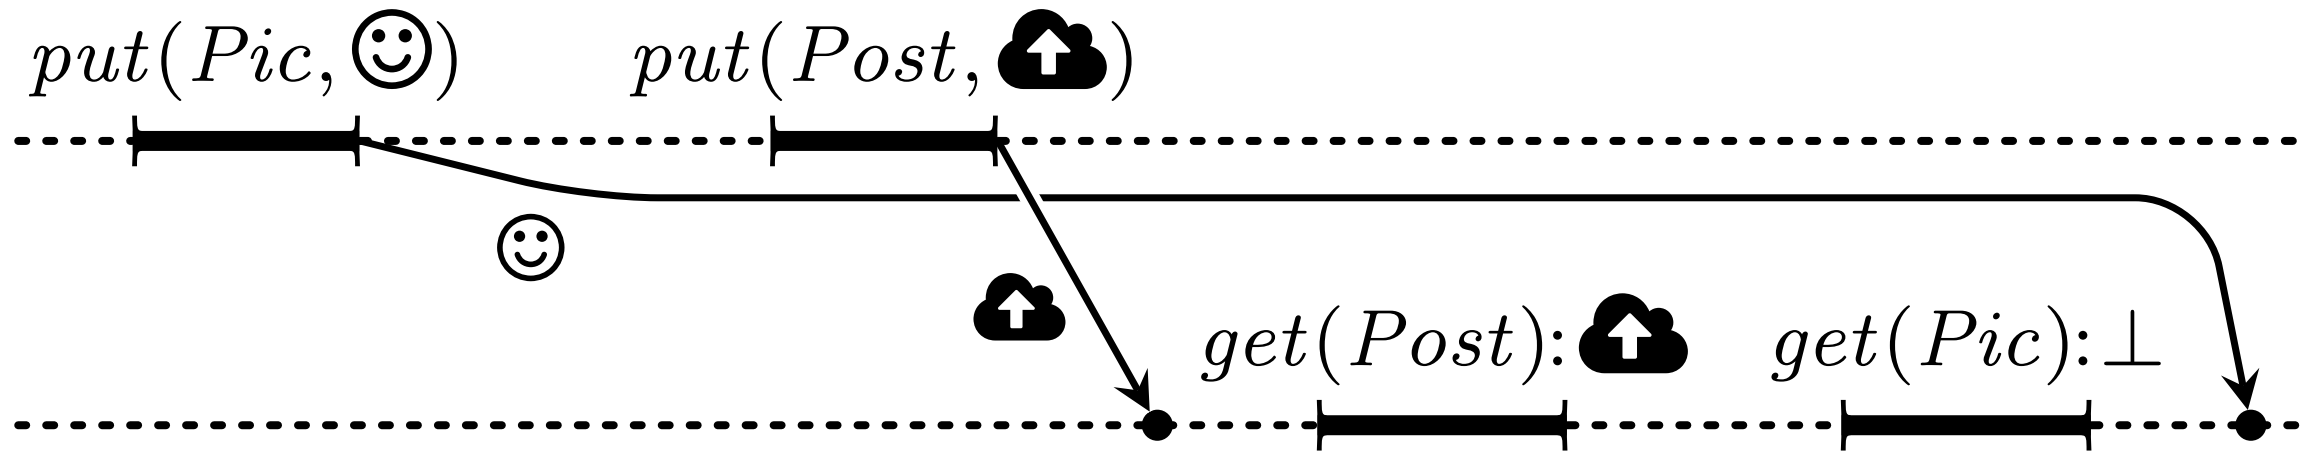 put(Pic,☺) put(Post,)
get(Post): get(Pic):⊥